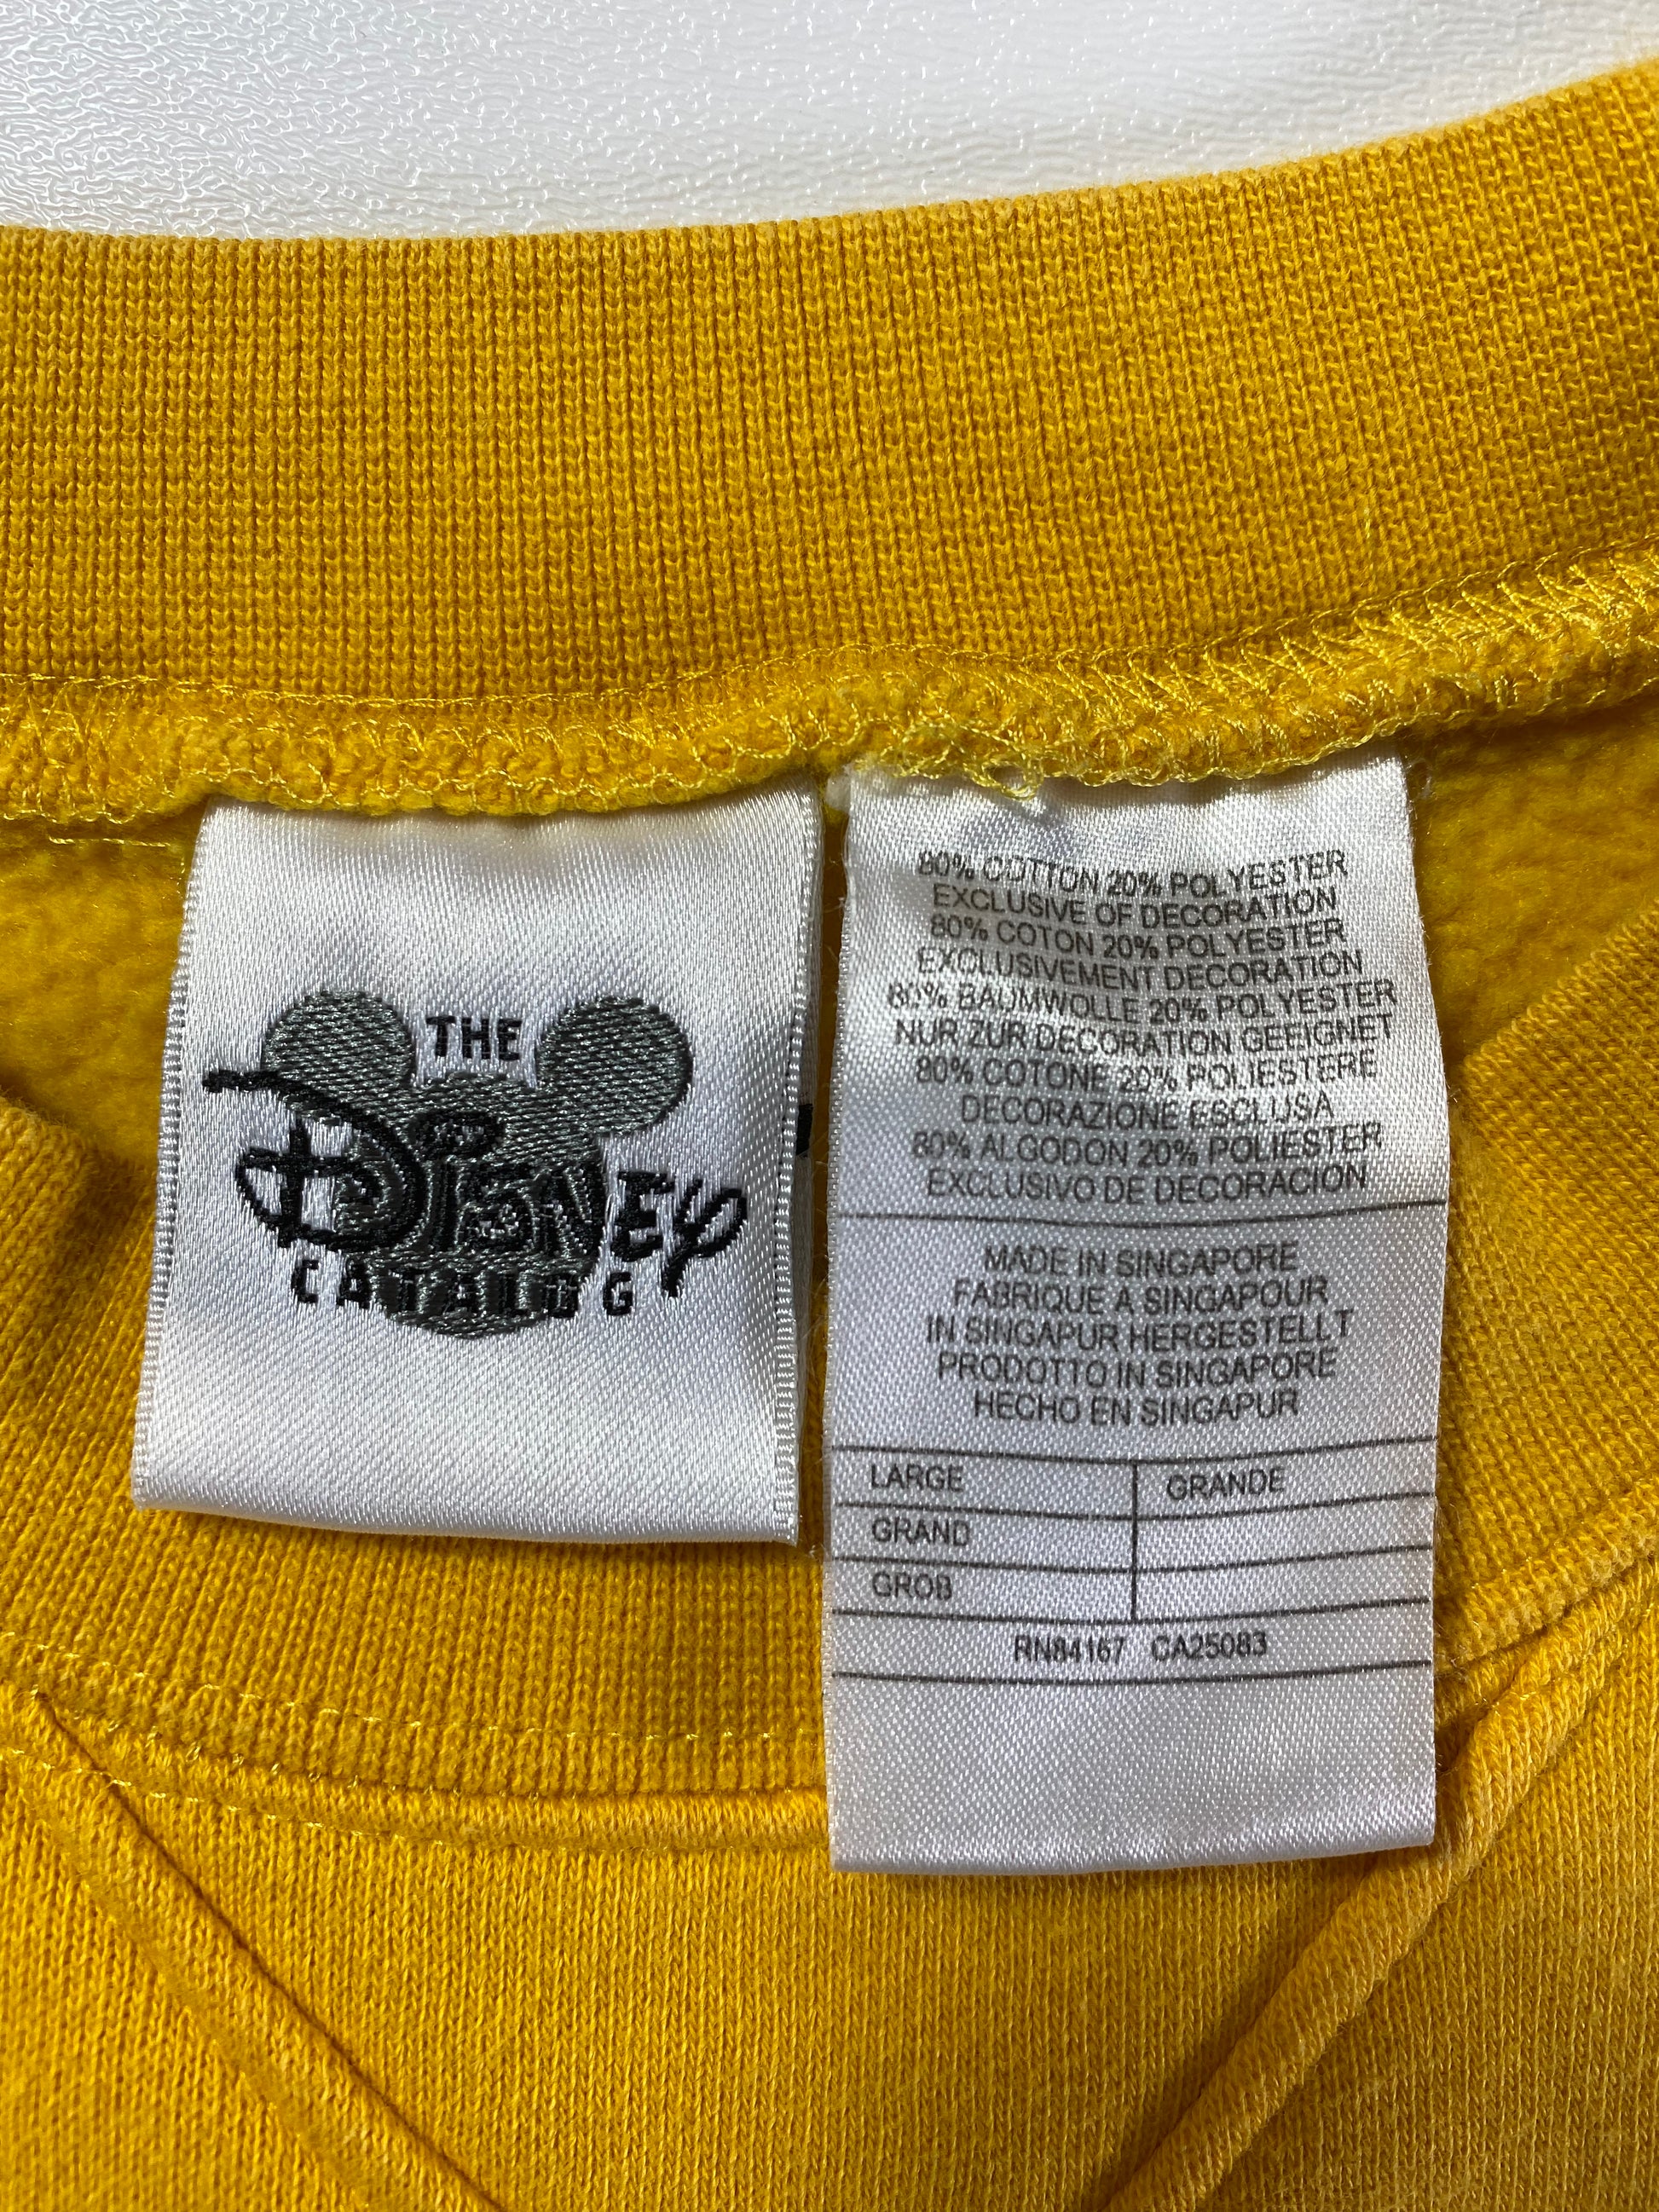 THE
DISNEY
CATALOG
80% COTTON 20% POLYESTER
EXCLUSIVE OF DECORATION
80% COTON 20% POLYESTER
EXCLUSIVEMENT DECORATION
80% BAUMWOLLE 20% POLYESTER
NUR ZUR DECORATION GEEIGNET
80% COTONE 20% POLIESTERE
DECORAZIONE ESCLUSA
80% ALGODON 20% POLIESTER
EXCLUSIVO DE DECORACION
MADE IN SINGAPORE
FABRIQUE A SINGAPOUR
IN SINGAPUR HERGESTELLT
PRODOTTO IN SINGAPORE
HECHO EN SINGAPUR
LARGE GRANDE
GRAND
GROB
RN84167 CA25083